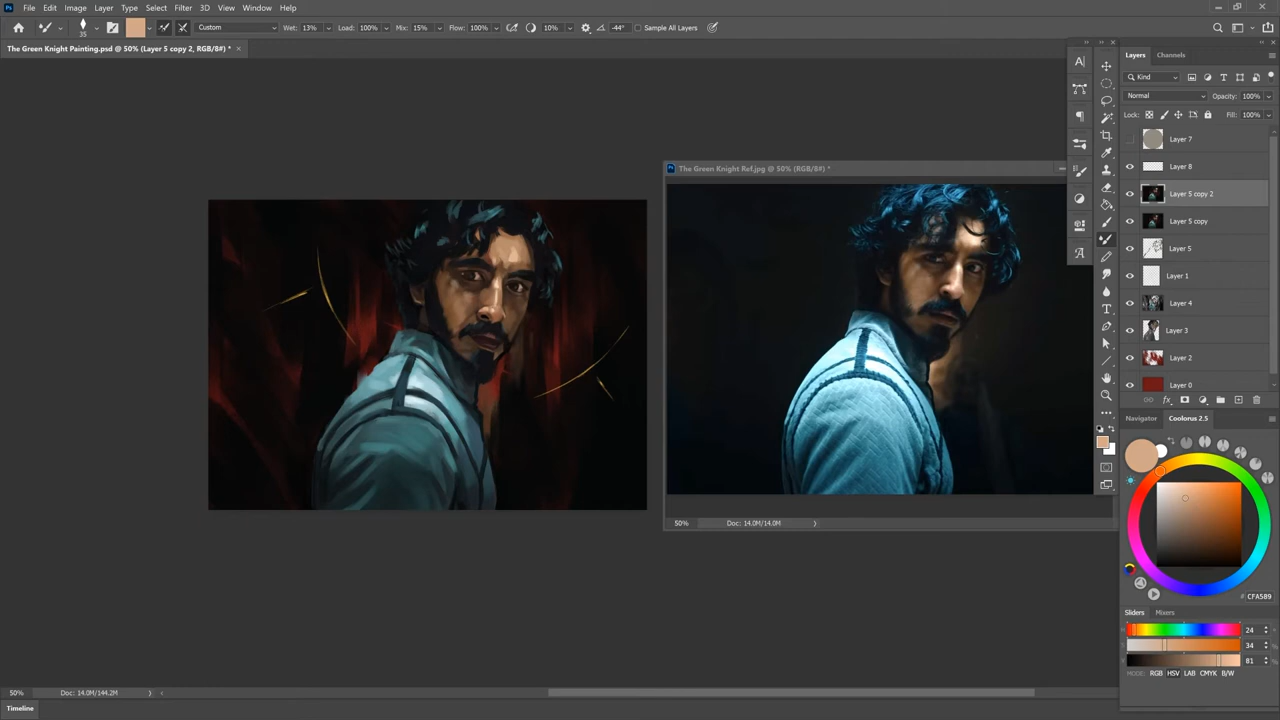 Ps File Edit Image Layer Type Select Filter 3D View Window Help
35 Custom Wet: 13% Load: 100% Mix: 15% Flow: 100% 10% -44° Sample All Layers
The Green Knight Painting.psd @ 50% (Layer 5 copy 2, RGB/8#) *
Layers Channels
Kind
Normal Opacity: 100%
Lock: Fill: 100%
Layer 7
The Green Knight Ref.jpg @ 50% (RGB/8#) *
Layer 8
Layer 5 copy 2
Layer 5 copy
Layer 5
Layer 1
Layer 4
Layer 3
Layer 2
Layer 0
Navigator Coolorus 2.5
50% Doc: 14.0M/14.0M
# CFA589
Sliders Mixers
24
34
81
MODE: RGB HSV LAB CMYK B/W
50% Doc: 14.0M/144.2M
Timeline